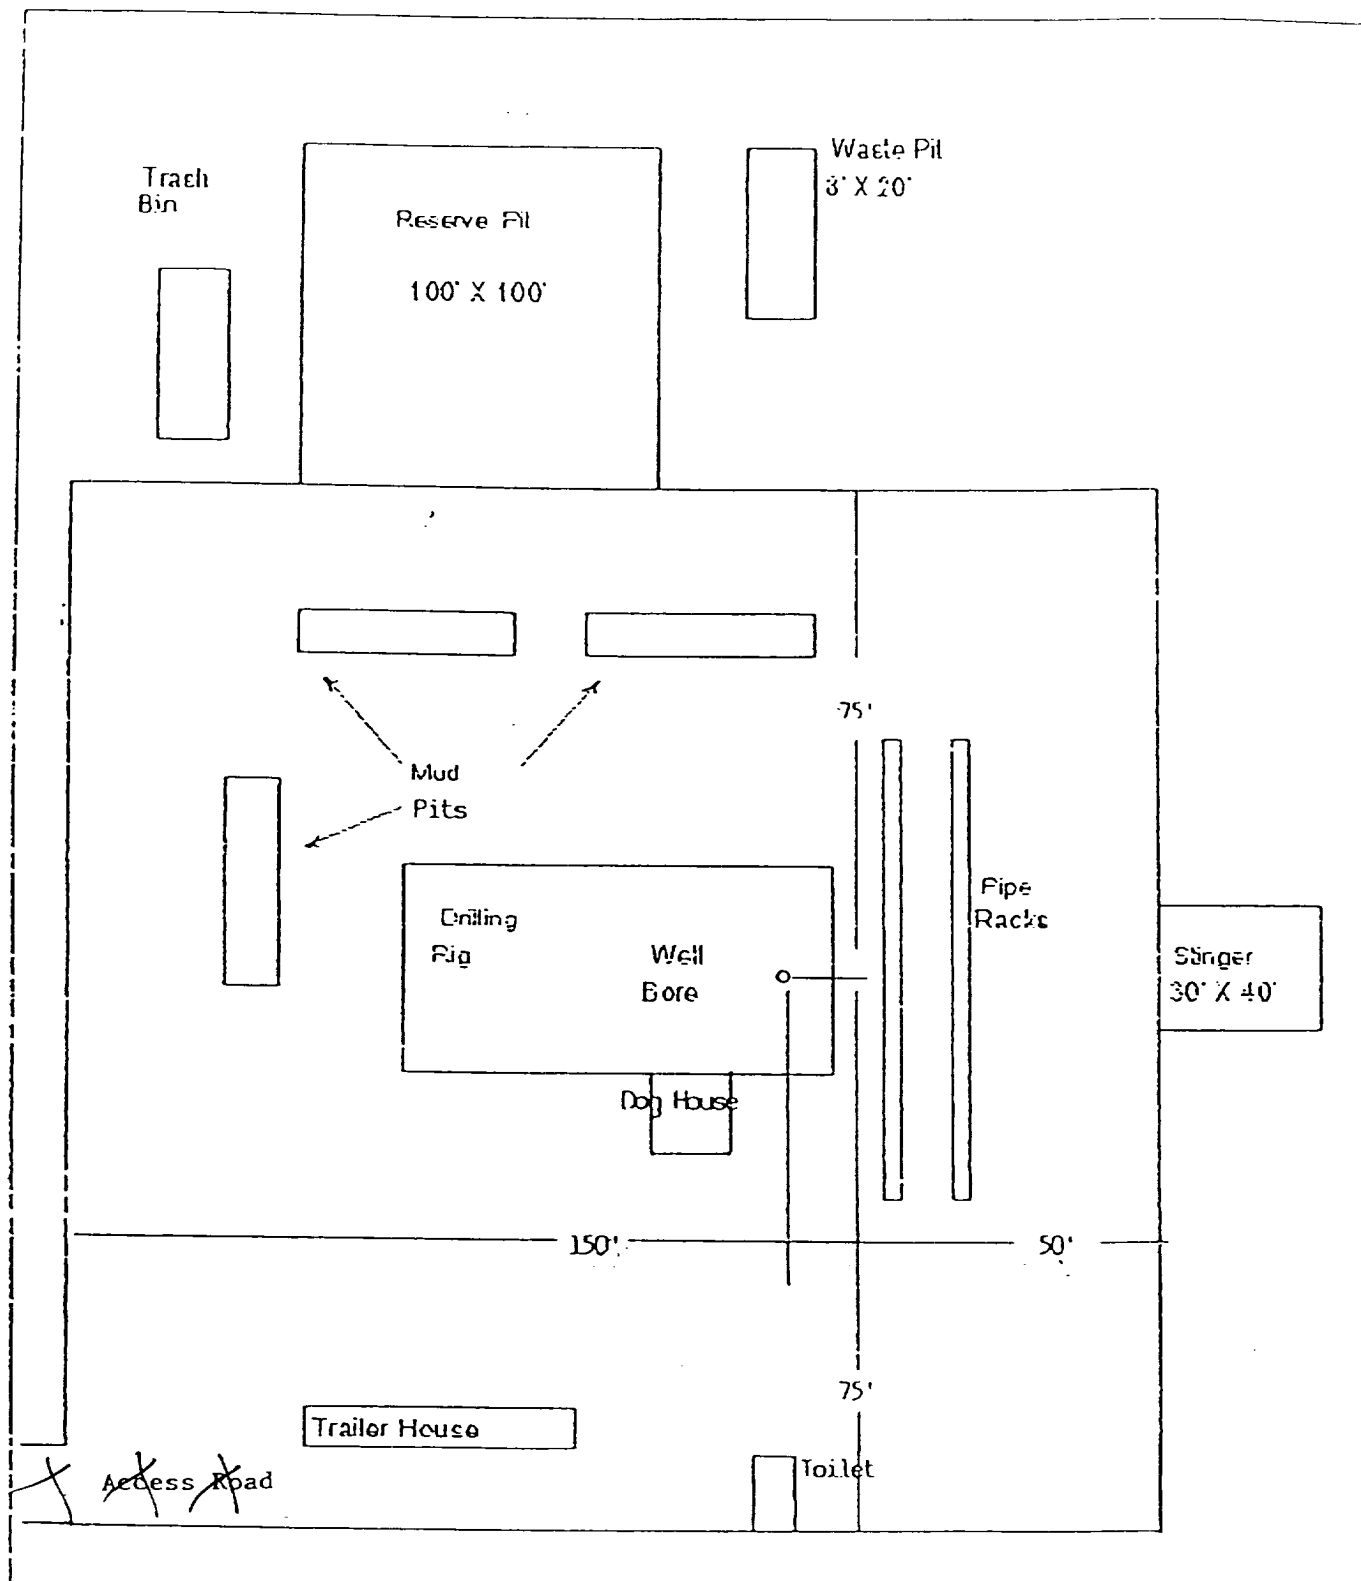 Trash
Bin
Reserve Pit
100' X 100'
Waste Pit
8' X 20'
75'
Mud
Pits
Drilling
Rig
Well
Bore
Pipe
Racks
Stinger
30' X 40'
Dog House
150'
50'
75'
Trailer House
Toilet
Access Road